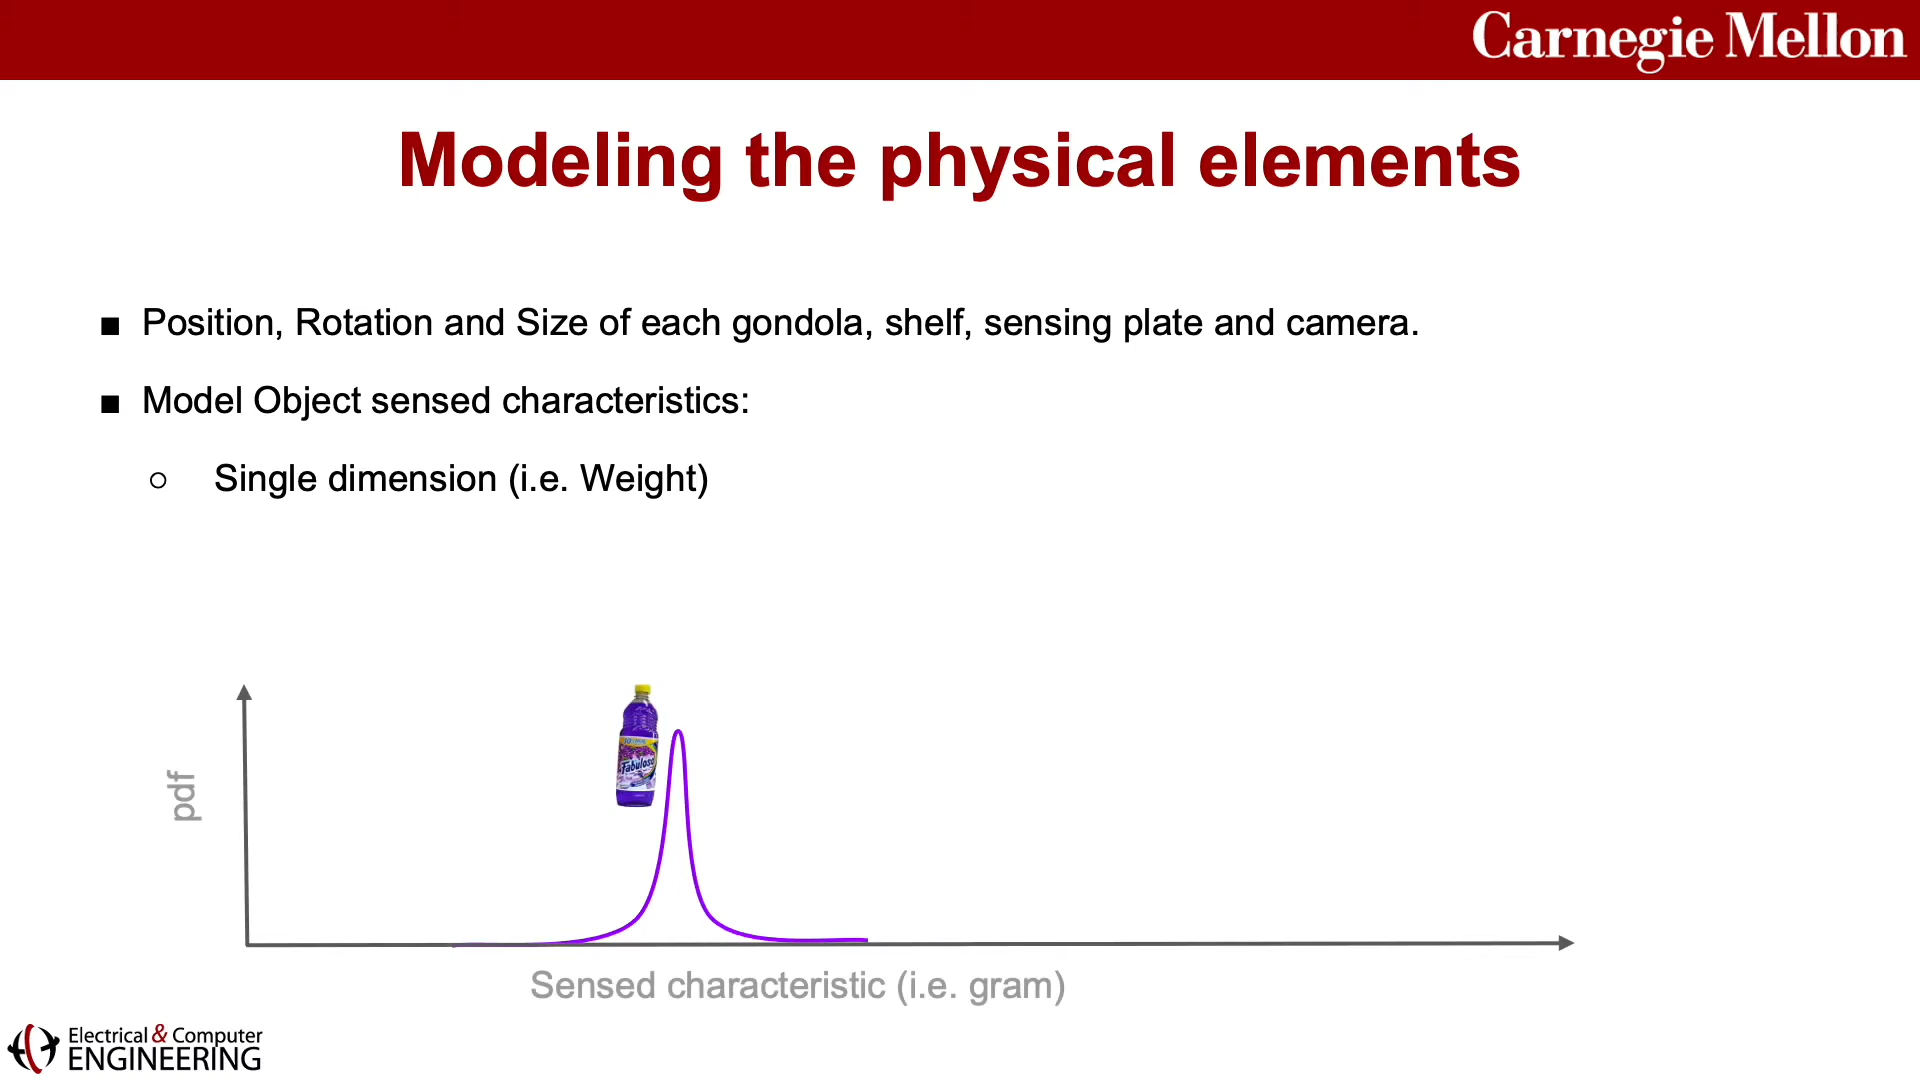 Carnegie Mellon
Modeling the physical elements
■ Position, Rotation and Size of each gondola, shelf, sensing plate and camera.
■ Model Object sensed characteristics:
○ Single dimension (i.e. Weight)
Fabuloso
pdf
Sensed characteristic (i.e. gram)
Electrical & Computer
ENGINEERING